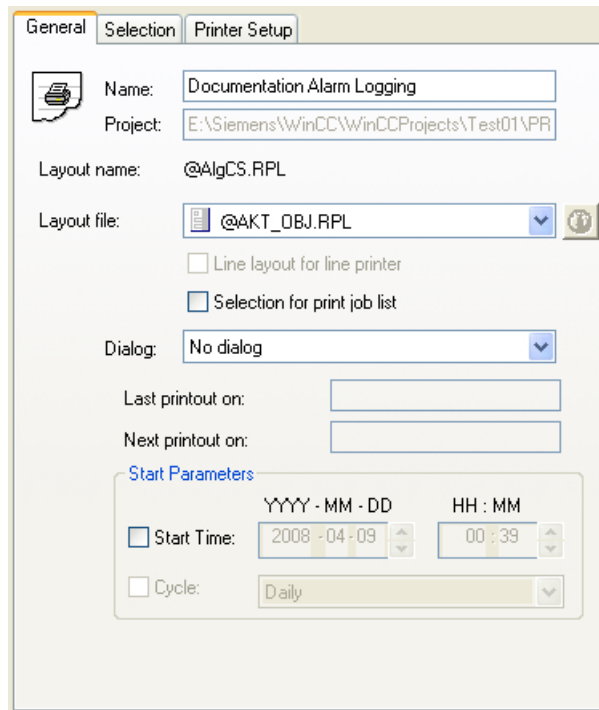 General Selection Printer Setup
Name: Documentation Alarm Logging
Project: E:\Siemens\WinCC\WinCCProjects\Test01\PR
Layout name: @AlgCS.RPL
Layout file: @AKT_OBJ.RPL
Line layout for line printer
Selection for print job list
Dialog: No dialog
Last printout on:
Next printout on:
Start Parameters
YYYY - MM - DD HH : MM
Start Time: 2008 - 04 - 09 00 : 39
Cycle: Daily